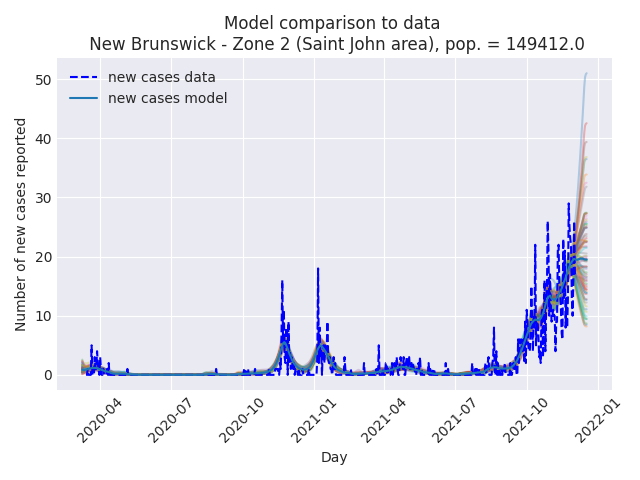 Model comparison to data
New Brunswick - Zone 2 (Saint John area), pop. = 149412.0
new cases data
new cases model
Number of new cases reported
50
40
30
20
10
0
2020-04
2020-07
2020-10
2021-01
2021-04
2021-07
2021-10
2022-01
Day